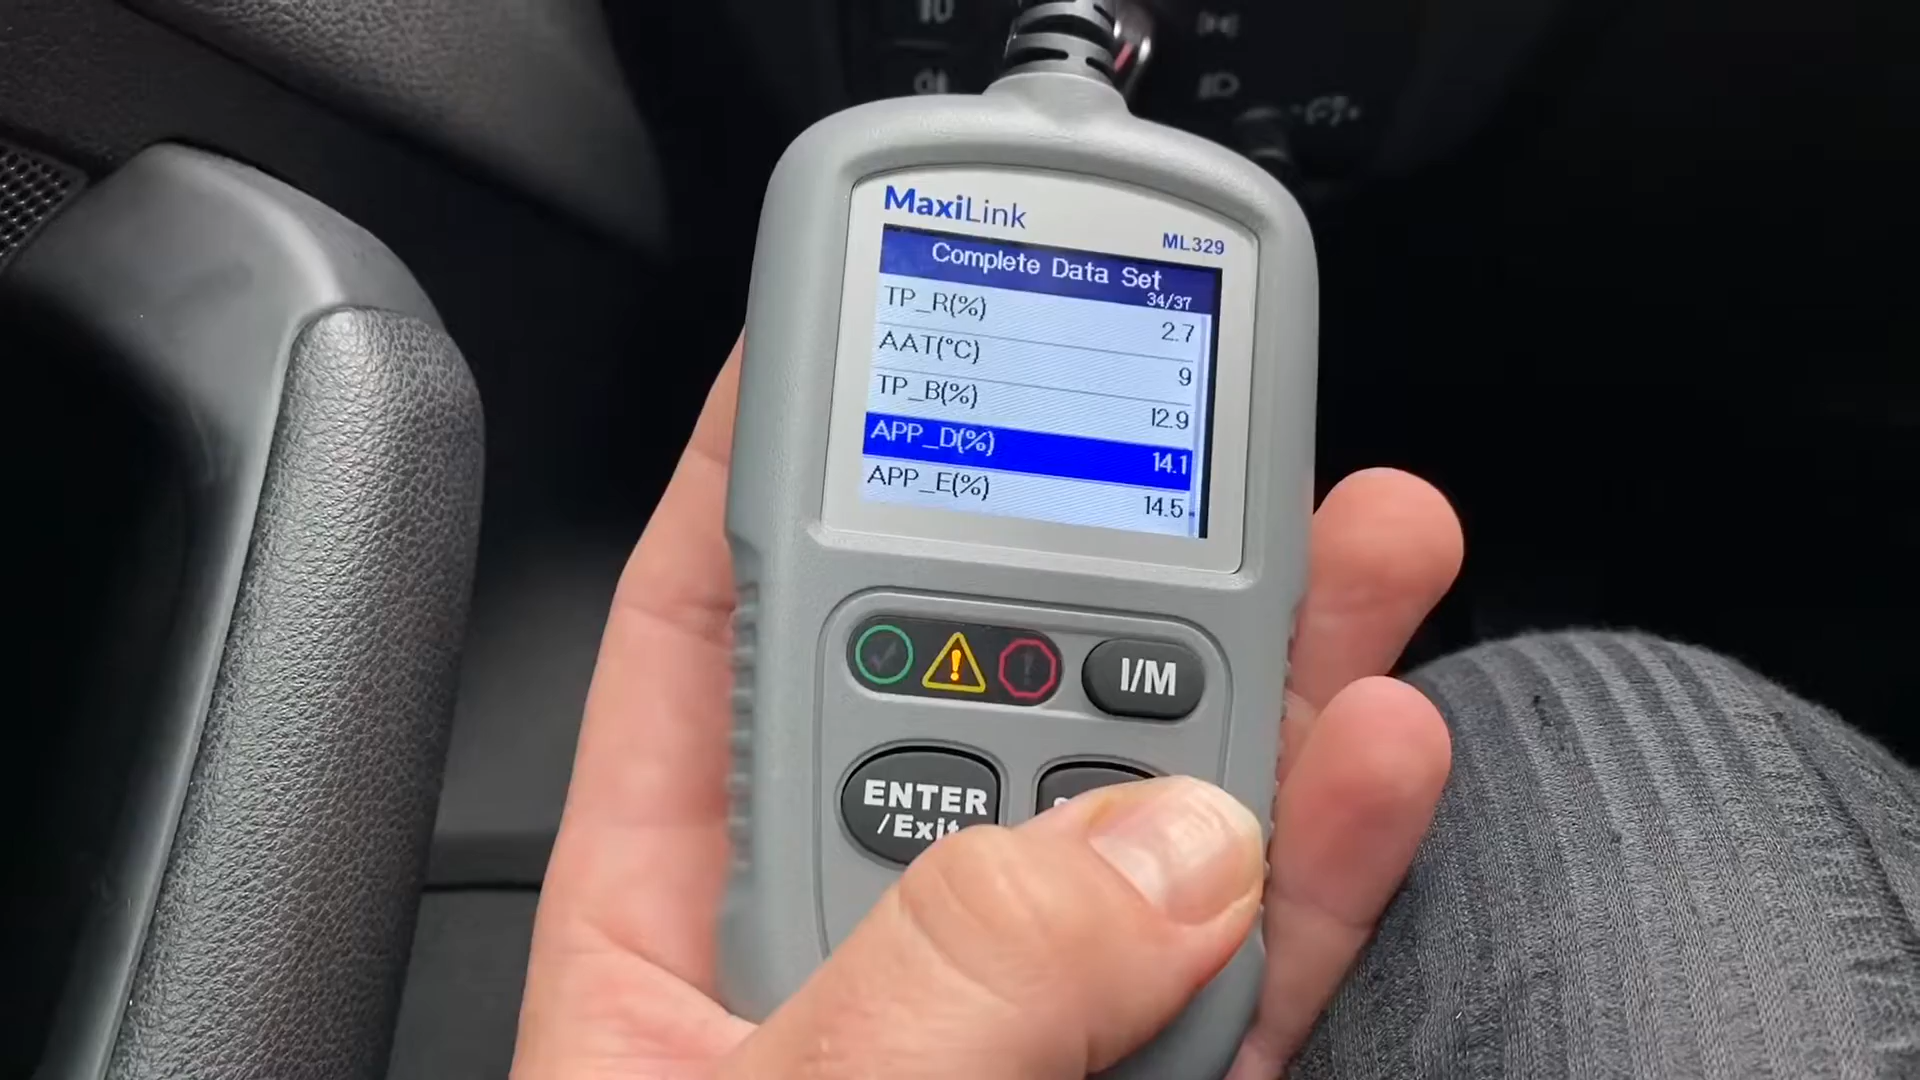 MaxiLink
ML329
Complete Data Set
34/37
TP_R(%) 2.7
AAT(°C) 9
TP_B(%) 12.9
APP_D(%) 14.1
APP_E(%) 14.5
I/M
ENTER
/Exit